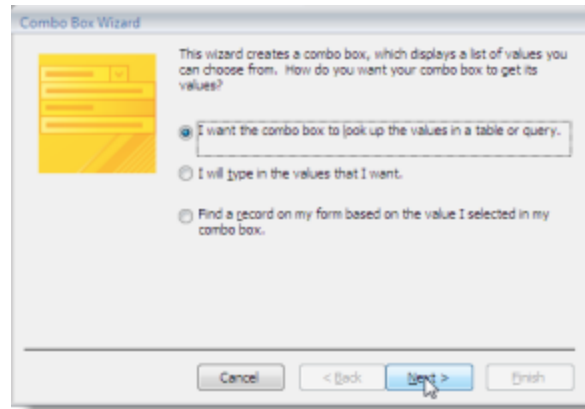 Combo Box Wizard
This wizard creates a combo box, which displays a list of values you
can choose from. How do you want your combo box to get its
values?
I want the combo box to look up the values in a table or query.
I will type in the values that I want.
Find a record on my form based on the value I selected in my
combo box.
Cancel
< Back
Next >
Finish